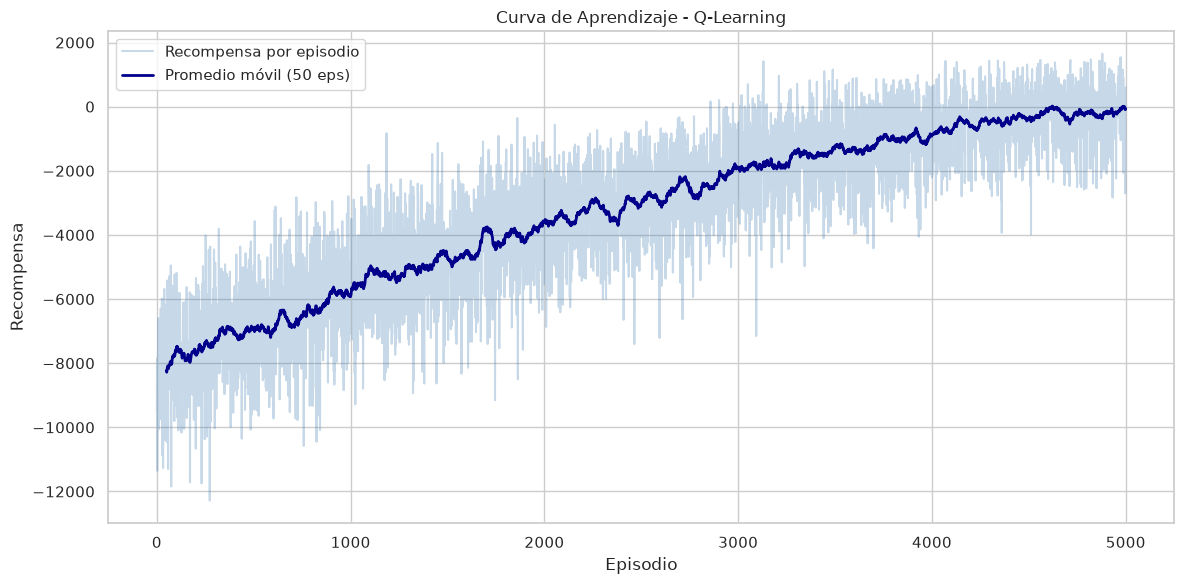 Curva de Aprendizaje - Q-Learning
Recompensa por episodio
Promedio móvil (50 eps)
2000
0
−2000
−4000
−6000
−8000
−10000
−12000
Recompensa
0 1000 2000 3000 4000 5000
Episodio